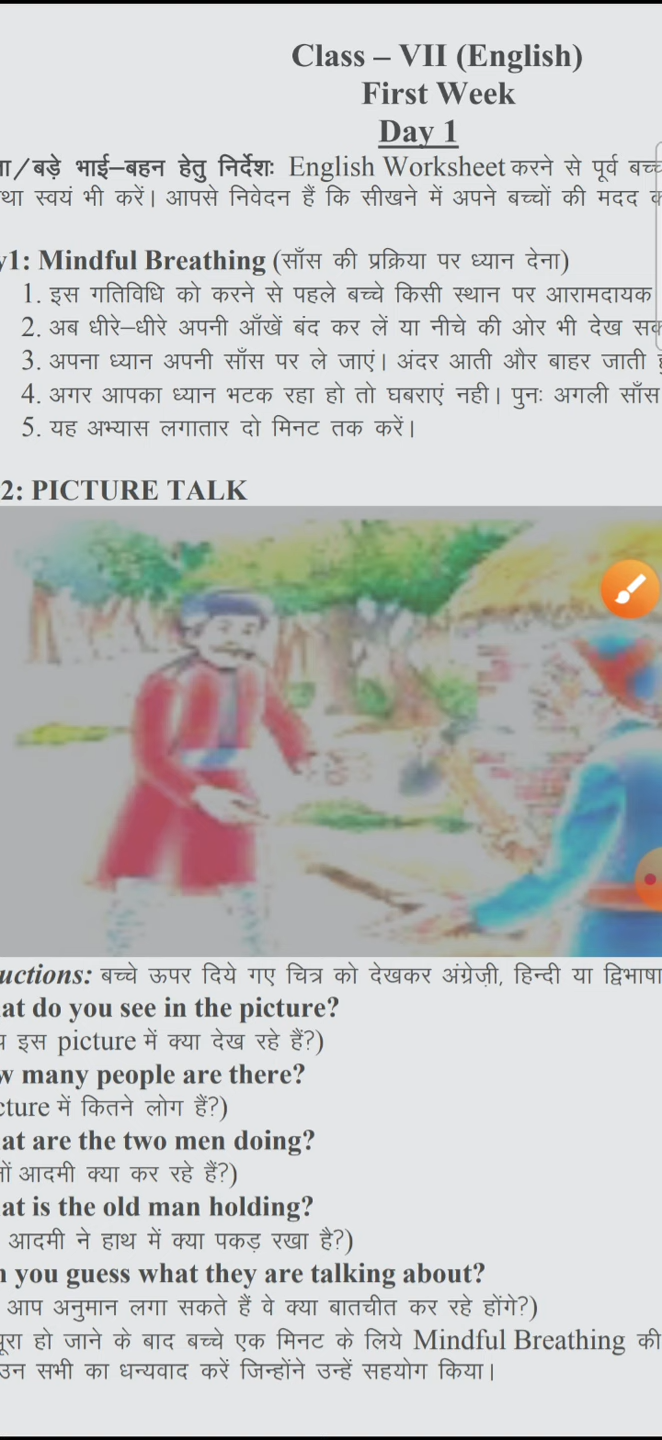 Class – VII (English)
First Week
Day 1
ा/बड़े भाई–बहन हेतु निर्देशः English Worksheet करने से पूर्व बच्च
था स्वयं भी करें। आपसे निवेदन हैं कि सीखने में अपने बच्चों की मदद क
y1: Mindful Breathing (साँस की प्रक्रिया पर ध्यान देना)
1. इस गतिविधि को करने से पहले बच्चे किसी स्थान पर आरामदायक
2. अब धीरे–धीरे अपनी आँखें बंद कर लें या नीचे की ओर भी देख सक
3. अपना ध्यान अपनी साँस पर ले जाएं। अंदर आती और बाहर जाती
4. अगर आपका ध्यान भटक रहा हो तो घबराएं नही। पुनः अगली साँस
5. यह अभ्यास लगातार दो मिनट तक करें।
2: PICTURE TALK
uctions: बच्चे ऊपर दिये गए चित्र को देखकर अंग्रेज़ी, हिन्दी या द्विभाषा
at do you see in the picture?
इस picture में क्या देख रहे हैं?)
w many people are there?
cture में कितने लोग हैं?)
at are the two men doing?
नों आदमी क्या कर रहे हैं?)
at is the old man holding?
आदमी ने हाथ में क्या पकड़ रखा है?)
n you guess what they are talking about?
आप अनुमान लगा सकते हैं वे क्या बातचीत कर रहे होंगे?)
पूरा हो जाने के बाद बच्चे एक मिनट के लिये Mindful Breathing की
उन सभी का धन्यवाद करें जिन्होंने उन्हें सहयोग किया।